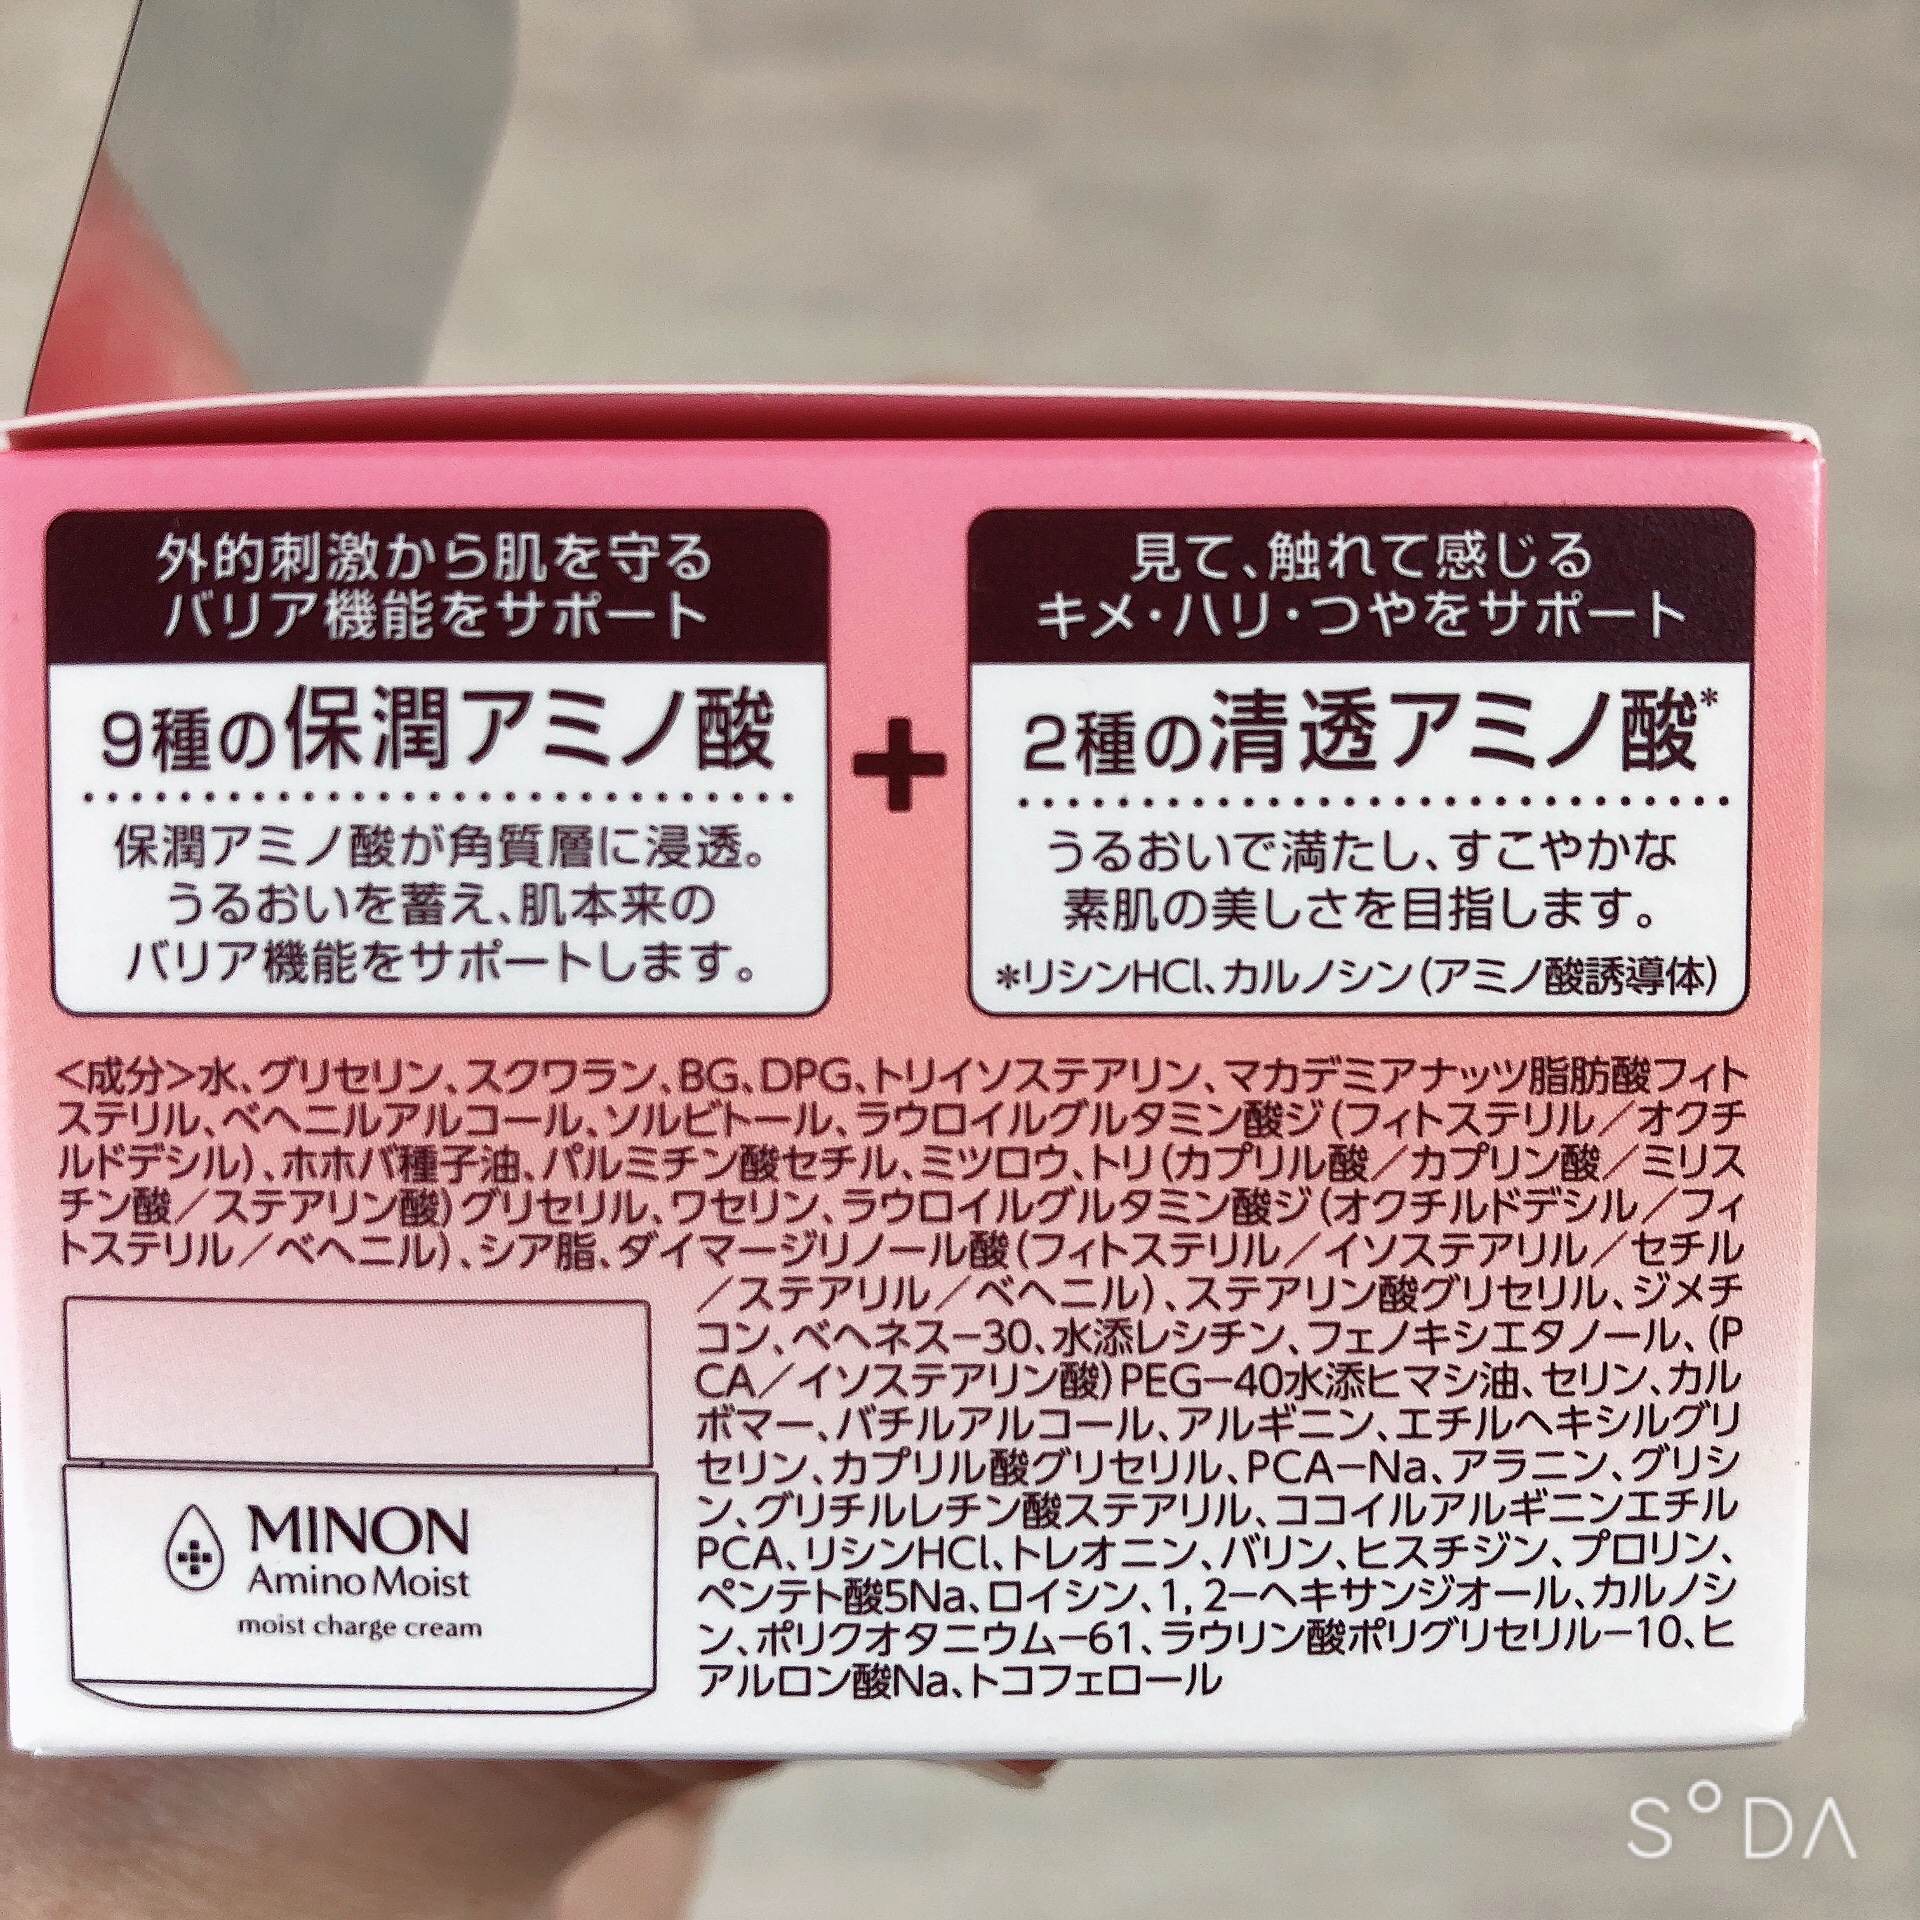 外的刺激から肌を守る
バリア機能をサポート
9種の保潤アミノ酸
保潤アミノ酸が角質層に浸透。
うるおいを蓄え、肌本来の
バリア機能をサポートします。
+
見て、触れて感じる
キメ・ハリ・つやをサポート
2種の清透アミノ酸*
うるおいで満たし、すこやかな
素肌の美しさを目指します。
*リシンHCl、カルノシン(アミノ酸誘導体)
<成分>水、グリセリン、スクワラン、BG、DPG、トリイソステアリン、マカデミアナッツ脂肪酸フィト
ステリル、ベヘニルアルコール、ソルビトール、ラウロイルグルタミン酸ジ(フィトステリル/オクチ
ルドデシル)、ホホバ種子油、パルミチン酸セチル、ミツロウ、トリ(カプリル酸/カプリン酸/ミリス
チン酸/ステアリン酸)グリセリル、ワセリン、ラウロイルグルタミン酸ジ(オクチルドデシル/フィ
トステリル/ベヘニル)、シア脂、ダイマージリノール酸(フィトステリル/イソステアリル/セチル
/ステアリル/ベヘニル)、ステアリン酸グリセリル、ジメチ
コン、ベヘネス-30、水添レシチン、フェノキシエタノール、(P
CA/イソステアリン酸)PEG-40水添ヒマシ油、セリン、カル
ボマー、バチルアルコール、アルギニン、エチルヘキシルグリ
セリン、カプリル酸グリセリル、PCA-Na、アラニン、グリシ
ン、グリチルレチン酸ステアリル、ココイルアルギニンエチル
PCA、リシンHCl、トレオニン、バリン、ヒスチジン、プロリン、
ペンテト酸5Na、ロイシン、1,2-ヘキサンジオール、カルノシ
ン、ポリクオタニウム-61、ラウリン酸ポリグリセリル-10、ヒ
アルロン酸Na、トコフェロール
MINON
Amino Moist
moist charge cream
SODA